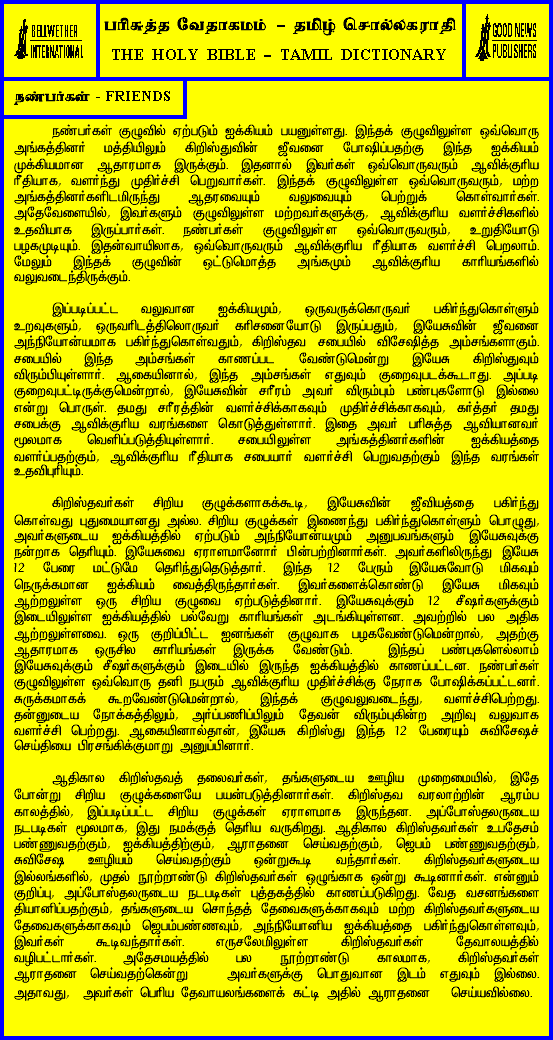 BELLWETHER
INTERNATIONAL
பரிசுத்த வேதாகமம் – தமிழ் சொல்லகராதி
THE HOLY BIBLE – TAMIL DICTIONARY
GOOD NEWS
PUBLISHERS
நண்பர்கள் - FRIENDS
நண்பர்கள் குழுவில் ஏற்படும் ஐக்கியம் பயனுள்ளது. இந்தக் குழுவிலுள்ள ஒவ்வொரு
அங்கத்தினர் மத்தியிலும் கிறிஸ்துவின் ஜீவனை போஷிப்பதற்கு இந்த ஐக்கியம்
முக்கியமான ஆதாரமாக இருக்கும். இதனால் இவர்கள் ஒவ்வொருவரும் ஆவிக்குரிய
ரீதியாக, வளர்ந்து முதிர்ச்சி பெறுவார்கள். இந்தக் குழுவிலுள்ள ஒவ்வொருவரும், மற்ற
அங்கத்தினர்களிடமிருந்து ஆதரவையும் வலுவையும் பெற்றுக் கொள்வார்கள்.
அதேவேளையில், இவர்களும் குழுவிலுள்ள மற்றவர்களுக்கு, ஆவிக்குரிய வளர்ச்சிகளில்
உதவியாக இருப்பார்கள். நண்பர்கள் குழுவிலுள்ள ஒவ்வொருவரும், உறுதியோடு
பழகமுடியும். இதன்வாயிலாக, ஒவ்வொருவரும் ஆவிக்குரிய ரீதியாக வளர்ச்சி பெறலாம்.
மேலும் இந்தக் குழுவின் ஒட்டுமொத்த அங்கமும் ஆவிக்குரிய காரியங்களில்
வலுவடைந்திருக்கும்.
இப்படிப்பட்ட வலுவான ஐக்கியமும், ஒருவருக்கொருவர் பகிர்ந்துகொள்ளும்
உறவுகளும், ஒருவரிடத்திலொருவர் கரிசனையோடு இருப்பதும், இயேசுவின் ஜீவனை
அந்நியோன்யமாக பகிர்ந்துகொள்வதும், கிறிஸ்தவ சபையில் விசேஷித்த அம்சங்களாகும்.
சபையில் இந்த அம்சங்கள் காணப்பட வேண்டுமென்று இயேசு கிறிஸ்துவும்
விரும்பியுள்ளார். ஆகையினால், இந்த அம்சங்கள் எதுவும் குறைவுபடக்கூடாது. அப்படி
குறைவுபட்டிருக்குமென்றால், இயேசுவின் சரீரம் அவர் விரும்பும் பண்புகளோடு இல்லை
என்று பொருள். தமது சரீரத்தின் வளர்ச்சிக்காகவும் முதிர்ச்சிக்காகவும், கர்த்தர் தமது
சபைக்கு ஆவிக்குரிய வரங்களை கொடுத்துள்ளார். இதை அவர் பரிசுத்த ஆவியானவர்
மூலமாக வெளிப்படுத்தியுள்ளார். சபையிலுள்ள அங்கத்தினர்களின் ஐக்கியத்தை
வளர்ப்பதற்கும், ஆவிக்குரிய ரீதியாக சபையார் வளர்ச்சி பெறுவதற்கும் இந்த வரங்கள்
உதவிபுரியும்.
கிறிஸ்தவர்கள் சிறிய குழுக்களாகக்கூடி, இயேசுவின் ஜீவியத்தை பகிர்ந்து
கொள்வது புதுமையானது அல்ல. சிறிய குழுக்கள் இணைந்து பகிர்ந்துகொள்ளும் பொழுது,
அவர்களுடைய ஐக்கியத்தில் ஏற்படும் அந்நியோன்யமும் அனுபவங்களும் இயேசுவுக்கு
நன்றாக தெரியும். இயேசுவை ஏராளமானோர் பின்பற்றினார்கள். அவர்களிலிருந்து இயேசு
12 பேரை மட்டுமே தெரிந்துதெடுத்தார். இந்த 12 பேரும் இயேசுவோடு மிகவும்
நெருக்கமான ஐக்கியம் வைத்திருந்தார்கள். இவர்களைக்கொண்டு இயேசு மிகவும்
ஆற்றலுள்ள ஒரு சிறிய குழுவை ஏற்படுத்தினார். இயேசுவுக்கும் 12 சீஷர்களுக்கும்
இடையிலுள்ள ஐக்கியத்தில் பல்வேறு காரியங்கள் அடங்கியுள்ளன. அவற்றில் பல அதிக
ஆற்றலுள்ளவை. ஒரு குறிப்பிட்ட ஐனங்கள் குழுவாக பழகவேண்டுமென்றால், அதற்கு
ஆதாரமாக ஒருசில காரியங்கள் இருக்க வேண்டும். இந்தப் பண்புகளெல்லாம்
இயேசுவுக்கும் சீஷர்களுக்கும் இடையில் இருந்த ஐக்கியத்தில் காணப்பட்டன. நண்பர்கள்
குழுவிலுள்ள ஒவ்வொரு தனி நபரும் ஆவிக்குரிய முதிர்ச்சிக்கு நேராக போஷிக்கப்பட்டனர்.
சுருக்கமாகக் கூறவேண்டுமென்றால், இந்தக் குழுவலுவடைந்து, வளர்ச்சிபெற்றது.
தன்னுடைய நோக்கத்திலும், அர்ப்பணிப்பிலும் தேவன் விரும்புகின்ற அறிவு வலுவாக
வளர்ச்சி பெற்றது. ஆகையினால்தான், இயேசு கிறிஸ்து இந்த 12 பேரையும் சுவிசேஷச்
செய்தியை பிரசங்கிக்குமாறு அனுப்பினார்.
ஆதிகால கிறிஸ்தவத் தலைவர்கள், தங்களுடைய ஊழிய முறைமையில், இதே
போன்று சிறிய குழுக்களையே பயன்படுத்தினார்கள். கிறிஸ்தவ வரலாற்றின் ஆரம்ப
காலத்தில், இப்படிப்பட்ட சிறிய குழுக்கள் ஏராளமாக இருந்தன. அப்போஸ்தலருடைய
நடபடிகள் மூலமாக, இது நமக்குத் தெரிய வருகிறது. ஆதிகால கிறிஸ்தவர்கள் உபதேசம்
பண்ணுவதற்கும், ஐக்கியத்திற்கும், ஆராதனை செய்வதற்கும், ஜெபம் பண்ணுவதற்கும்,
சுவிசேஷ ஊழியம் செய்வதற்கும் ஒன்றுகூடி வந்தார்கள். கிறிஸ்தவர்களுடைய
இல்லங்களில், முதல் நூற்றாண்டு கிறிஸ்தவர்கள் ஒழுங்காக ஒன்று கூடினார்கள். என்னும்
குறிப்பு, அப்போஸ்தலருடைய நடபடிகள் புத்தகத்தில் காணப்படுகிறது. வேத வசனங்களை
தியானிப்பதற்கும், தங்களுடைய சொந்தத் தேவைகளுக்காகவும் மற்ற கிறிஸ்தவர்களுடைய
தேவைகளுக்காகவும் ஜெபம்பண்ணவும், அந்நியோனிய ஐக்கியத்தை பகிர்ந்துகொள்ளவும்,
இவர்கள் கூடிவந்தார்கள். எருசலேமிலுள்ள கிறிஸ்தவர்கள் தேவாலயத்தில்
வழிபட்டார்கள். அதேசமயத்தில் பல நூற்றாண்டு காலமாக, கிறிஸ்தவர்கள்
ஆராதனை செய்வதற்கென்று அவர்களுக்கு பொதுவான இடம் எதுவும் இல்லை.
அதாவது, அவர்கள் பெரிய தேவாயலங்களைக் கட்டி அதில் ஆராதனை செய்யவில்லை.